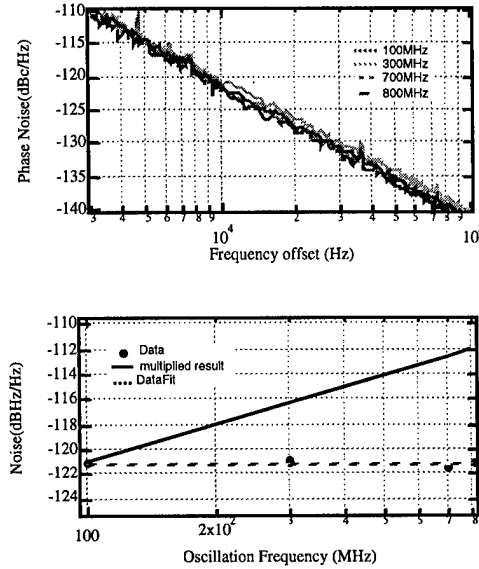 -110
-115
-120
-125
-130
-135
-140
Phase Noise(dBc/Hz)
100MHz
300MHz
700MHz
800MHz
3 4 5 6 7 8 9 10^4 2 3 4 5 6 7 8 9
Frequency offset (Hz)
-110
-112
-114
-116
-118
-120
-122
-124
Noise(dBHz/Hz)
Data
multiplied result
DataFit
100 2x10^2 3 4 5 6 7 8
Oscillation Frequency (MHz)